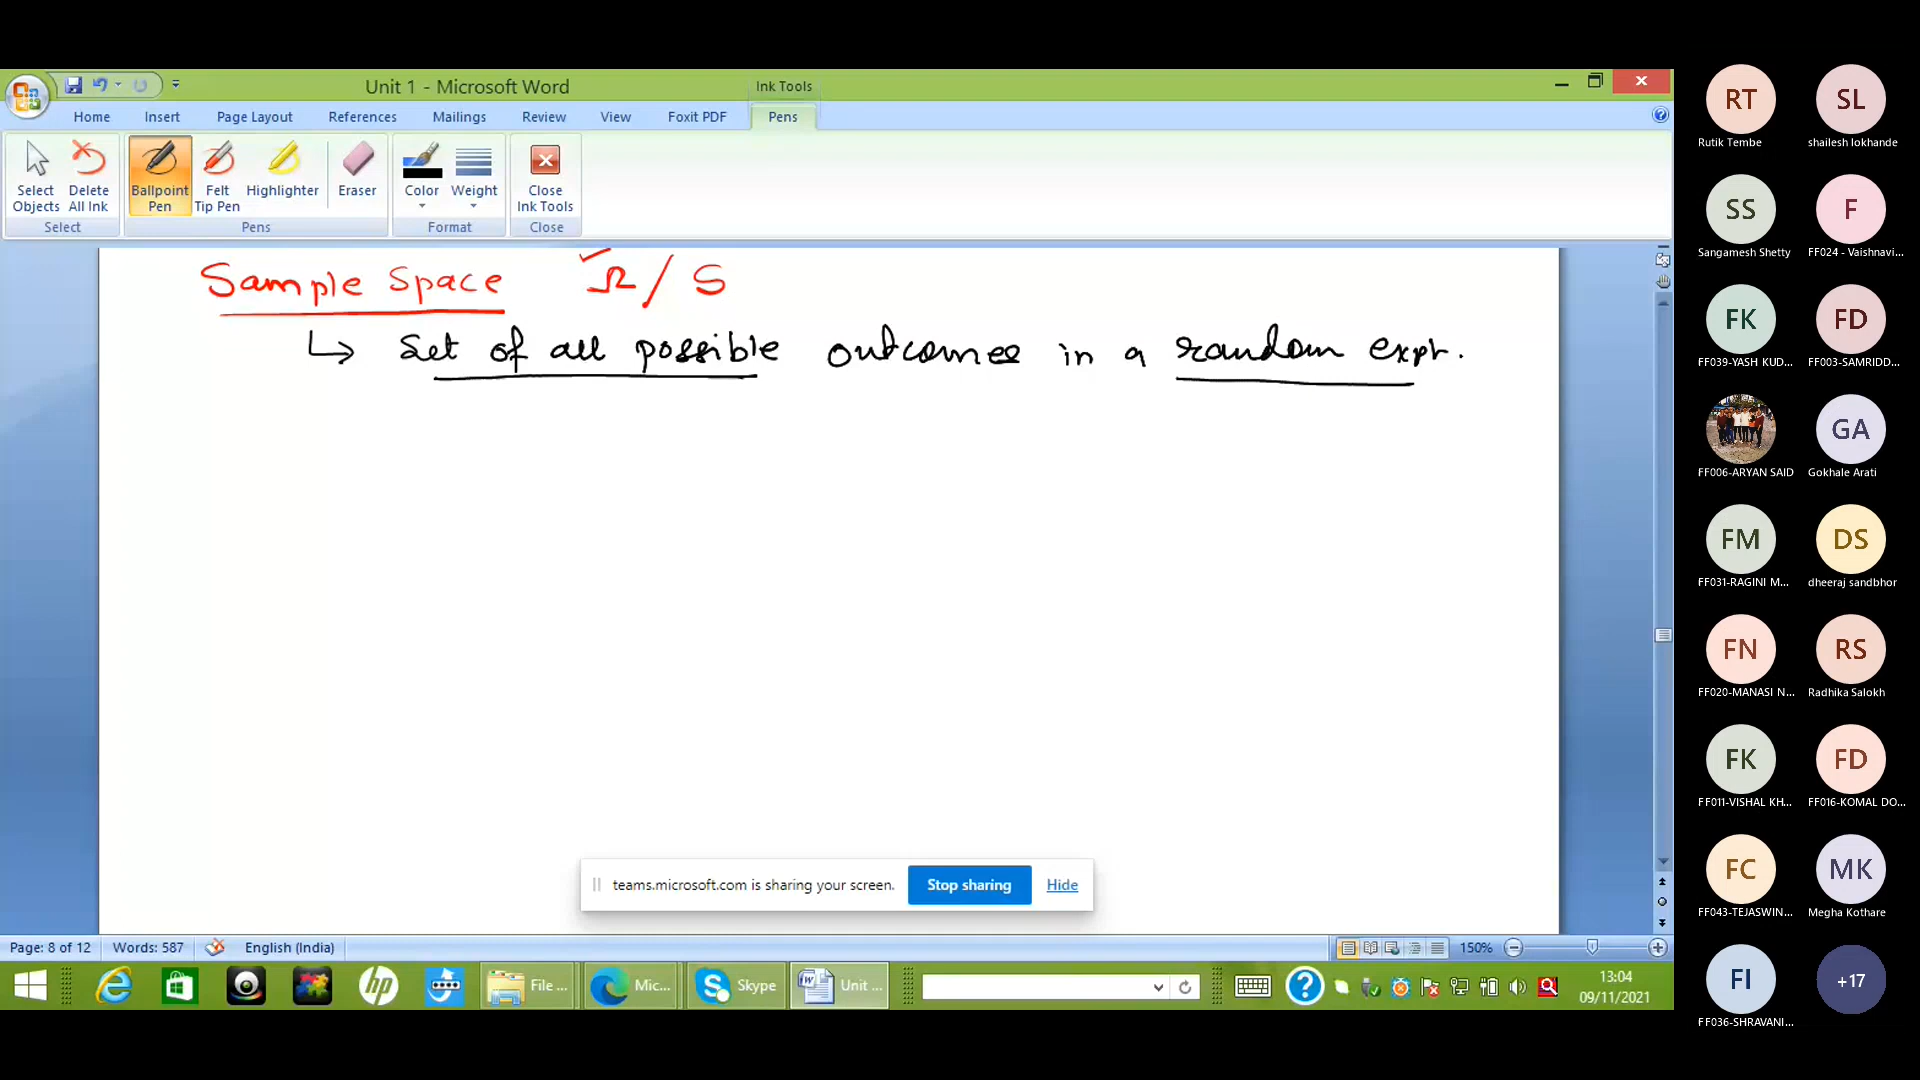 Unit 1 - Microsoft Word
Ink Tools
Home
Insert
Page Layout
References
Mailings
Review
View
Foxit PDF
Pens
Select Objects
Delete All Ink
Ballpoint Pen
Felt Tip Pen
Highlighter
Eraser
Color
Weight
Close Ink Tools
Select
Pens
Format
Close
Sample Space Ω / S
↳ Set of all possible outcomes in a random expt.
teams.microsoft.com is sharing your screen.
Stop sharing
Hide
Page: 8 of 12
Words: 587
English (India)
150%
File ...
Mic...
Skype
Unit ...
13:04
09/11/2021
RT
Rutik Tembe
SL
shailesh lokhande
SS
Sangamesh Shetty
F
FF024 - Vaishnavi...
FK
FF039-YASH KUD...
FD
FF003-SAMRIDD...
FF006-ARYAN SAID
GA
Gokhale Arati
FM
FF031-RAGINI M...
DS
dheeraj sandbhor
FN
FF020-MANASI N...
RS
Radhika Salokh
FK
FF011-VISHAL KH...
FD
FF016-KOMAL DO...
FC
FF043-TEJASWIN...
MK
Megha Kothare
FI
FF036-SHRAVANI...
+17